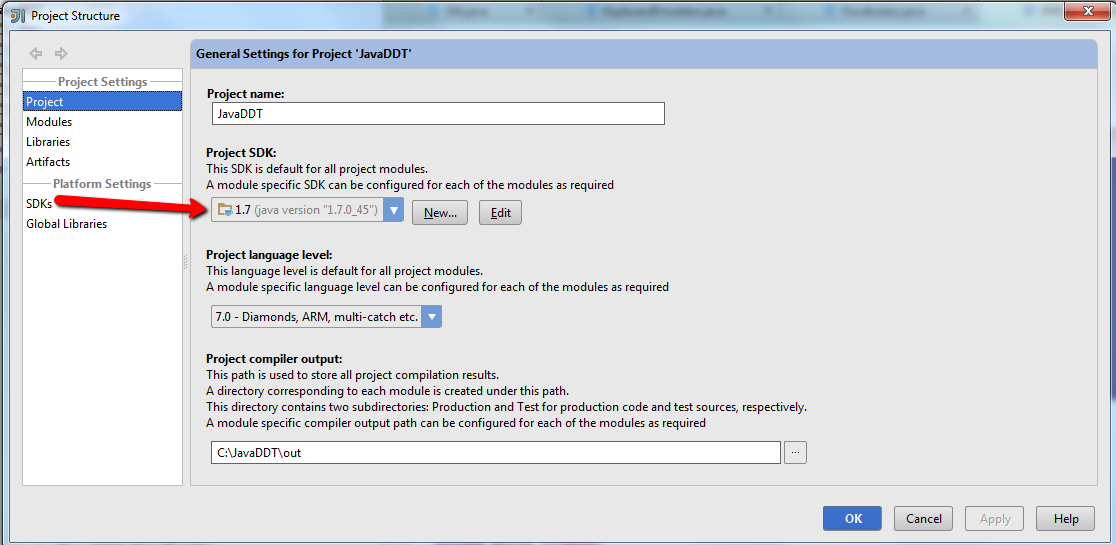 Project Structure
Project Settings
Project
Modules
Libraries
Artifacts
Platform Settings
SDKs
Global Libraries
General Settings for Project 'JavaDDT'
Project name:
JavaDDT
Project SDK:
This SDK is default for all project modules.
A module specific SDK can be configured for each of the modules as required
1.7 (java version "1.7.0_45")
New...
Edit
Project language level:
This language level is default for all project modules.
A module specific language level can be configured for each of the modules as required
7.0 - Diamonds, ARM, multi-catch etc.
Project compiler output:
This path is used to store all project compilation results.
A directory corresponding to each module is created under this path.
This directory contains two subdirectories: Production and Test for production code and test sources, respectively.
A module specific compiler output path can be configured for each of the modules as required
C:\JavaDDT\out
...
OK
Cancel
Apply
Help